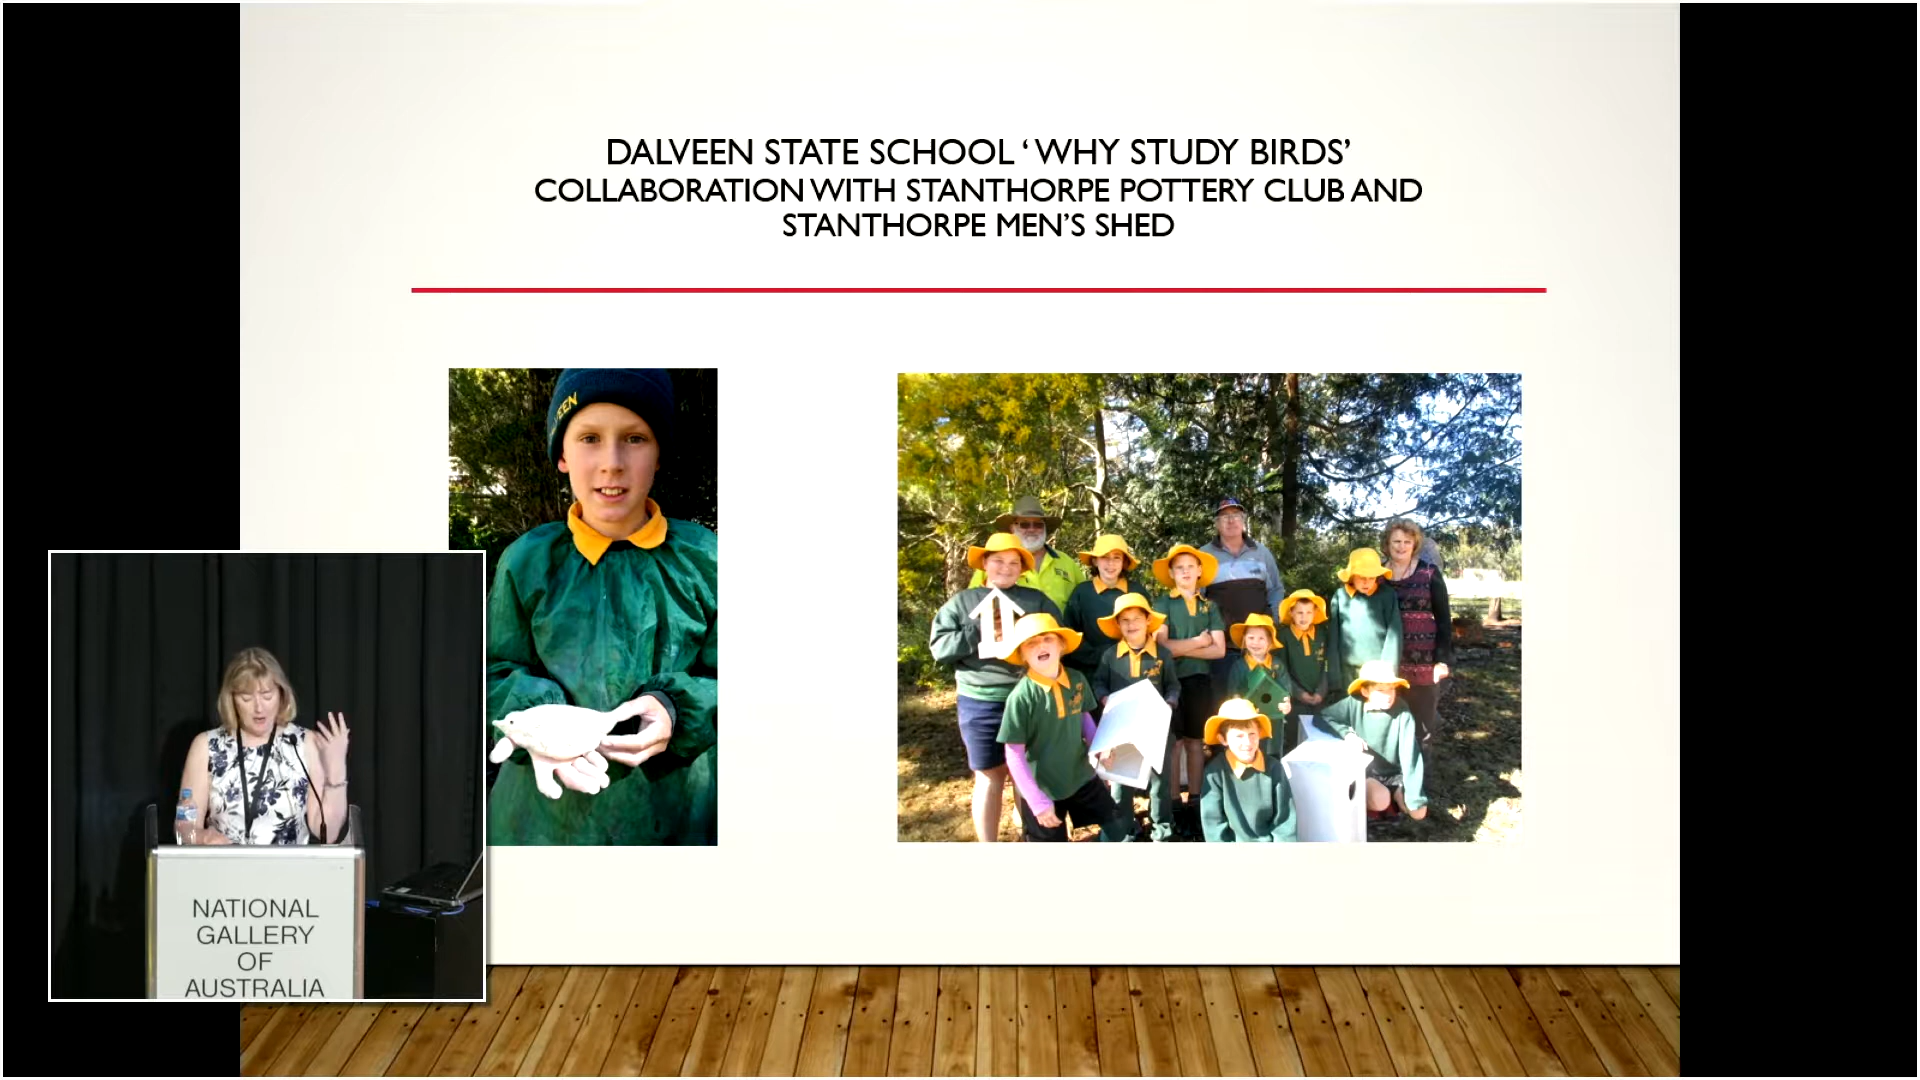 DALVEEN STATE SCHOOL ‘ WHY STUDY BIRDS’
COLLABORATION WITH STANTHORPE POTTERY CLUB AND
STANTHORPE MEN’S SHED
EEN
NATIONAL
GALLERY
OF
AUSTRALIA